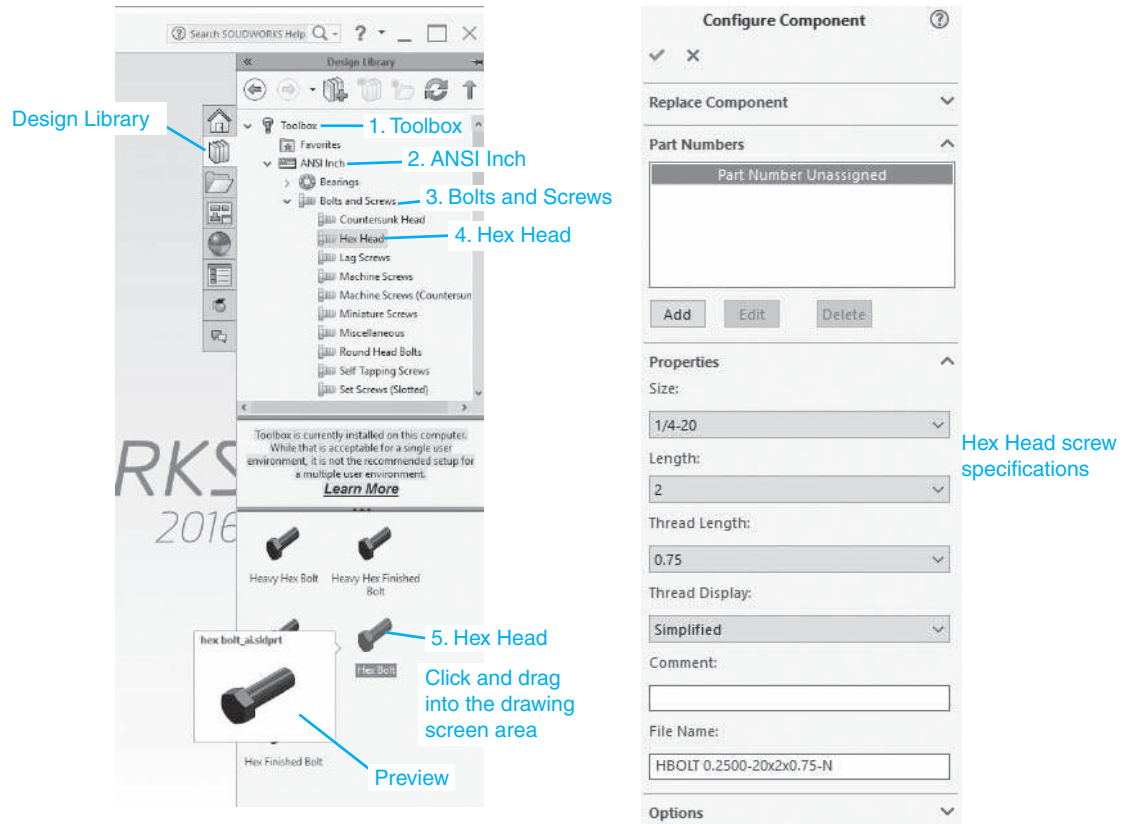 Search SOLIDWORKS Help
?
Design Library
Design Library
Toolbox
1. Toolbox
Favorites
ANSI Inch
2. ANSI Inch
Bearings
Bolts and Screws
3. Bolts and Screws
Countersunk Head
Hex Head
4. Hex Head
Lag Screws
Machine Screws
Machine Screws (Countersun
Miniature Screws
Miscellaneous
Round Head Bolts
Self Tapping Screws
Set Screws (Slotted)
Toolbox is currently installed on this computer.
While that is acceptable for a single user
environment, it is not the recommended setup for
a multiple user environment.
Learn More
RKS
2016
Heavy Hex Bolt
Heavy Hex Finished
Bolt
hex bolt_ai.sldprt
5. Hex Head
Hex Bolt
Click and drag
into the drawing
screen area
Hex Finished Bolt
Preview
Configure Component
?
Replace Component
Part Numbers
Part Number Unassigned
Add
Edit
Delete
Properties
Size:
1/4-20
Length:
2
Hex Head screw
specifications
Thread Length:
0.75
Thread Display:
Simplified
Comment:
File Name:
HBOLT 0.2500-20x2x0.75-N
Options